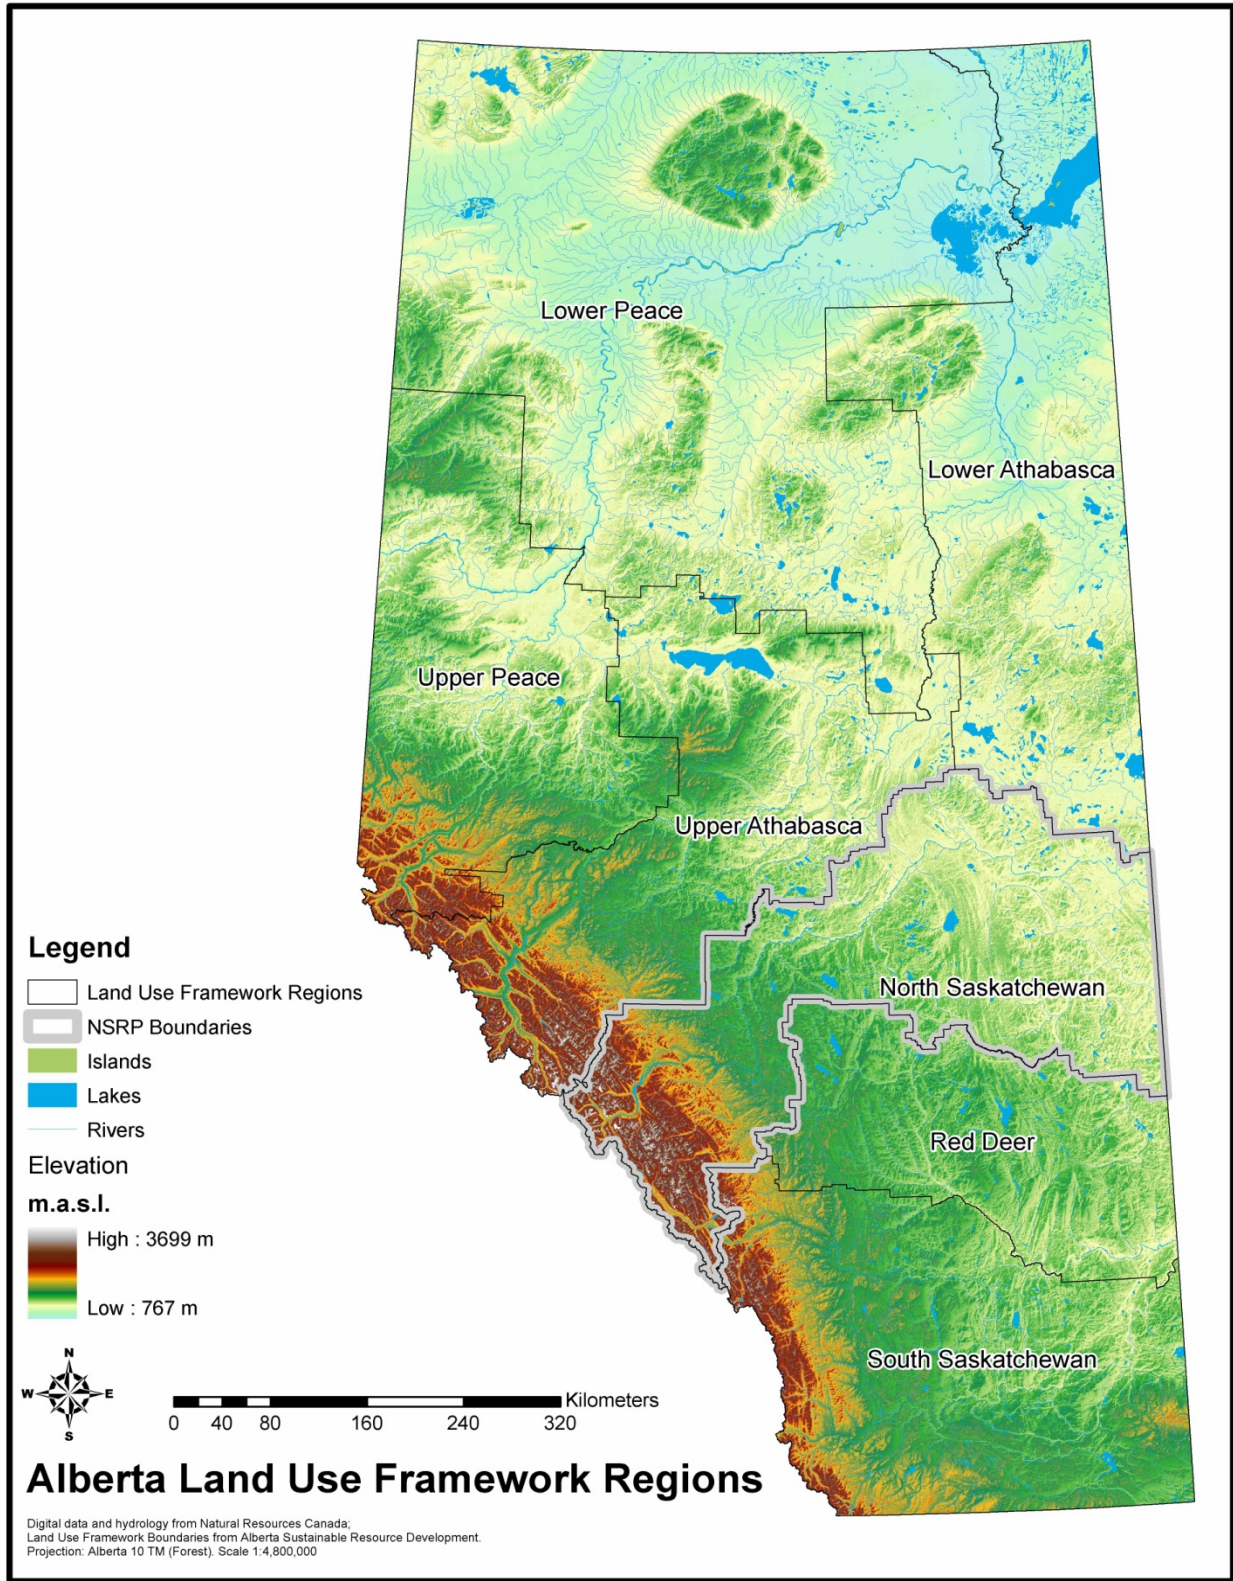 Lower Peace
Lower Athabasca
Upper Peace
Upper Athabasca
North Saskatchewan
Red Deer
South Saskatchewan
Legend
Land Use Framework Regions
NSRP Boundaries
Islands
Lakes
Rivers
Elevation
m.a.s.l.
High : 3699 m
Low : 767 m
N
W E
S
Kilometers
0 40 80 160 240 320
Alberta Land Use Framework Regions
Digital data and hydrology from Natural Resources Canada;
Land Use Framework Boundaries from Alberta Sustainable Resource Development.
Projection: Alberta 10 TM (Forest). Scale 1:4,800,000